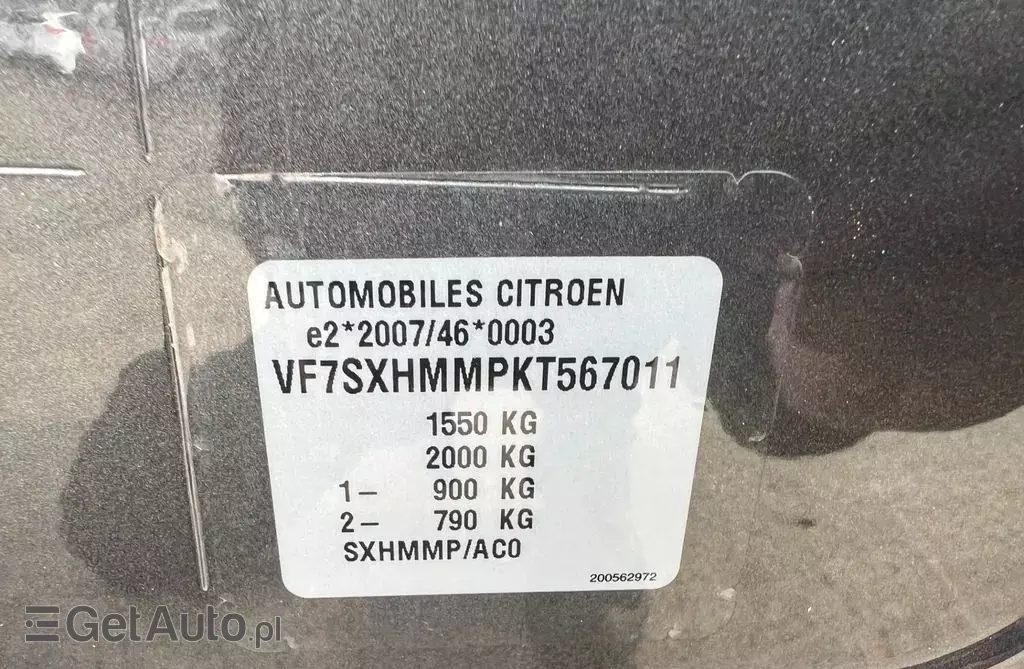 AUTOMOBILES CITROEN
e2*2007/46*0003
VF7SXHMMPKT567011
1550 KG
2000 KG
1– 900 KG
2– 790 KG
SXHMMP/AC0
200562972
GetAuto.pl